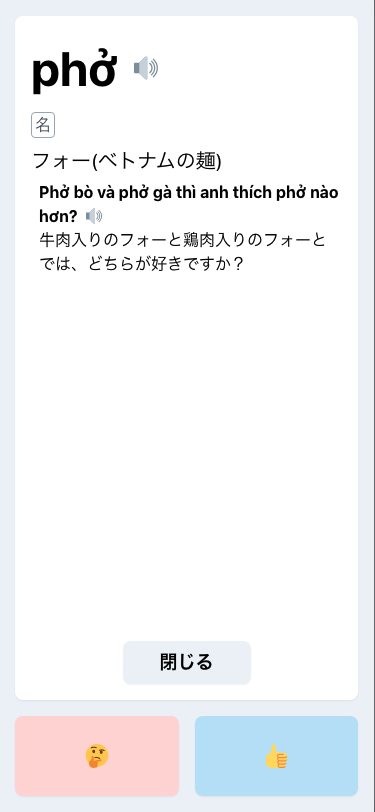 phở
名
フォー(ベトナムの麺)
Phở bò và phở gà thì anh thích phở nào
hơn?
牛肉入りのフォーと鶏肉入りのフォーと
では、どちらが好きですか？
閉じる